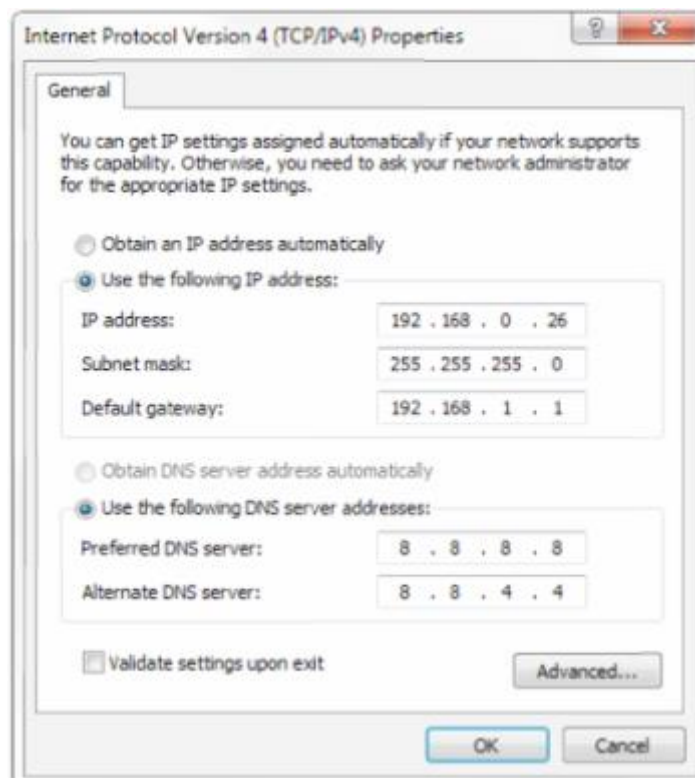 Internet Protocol Version 4 (TCP/IPv4) Properties
General
You can get IP settings assigned automatically if your network supports
this capability. Otherwise, you need to ask your network administrator
for the appropriate IP settings.
Obtain an IP address automatically
Use the following IP address:
IP address: 192 . 168 . 0 . 26
Subnet mask: 255 . 255 . 255 . 0
Default gateway: 192 . 168 . 1 . 1
Obtain DNS server address automatically
Use the following DNS server addresses:
Preferred DNS server: 8 . 8 . 8 . 8
Alternate DNS server: 8 . 8 . 4 . 4
Validate settings upon exit
Advanced...
OK Cancel